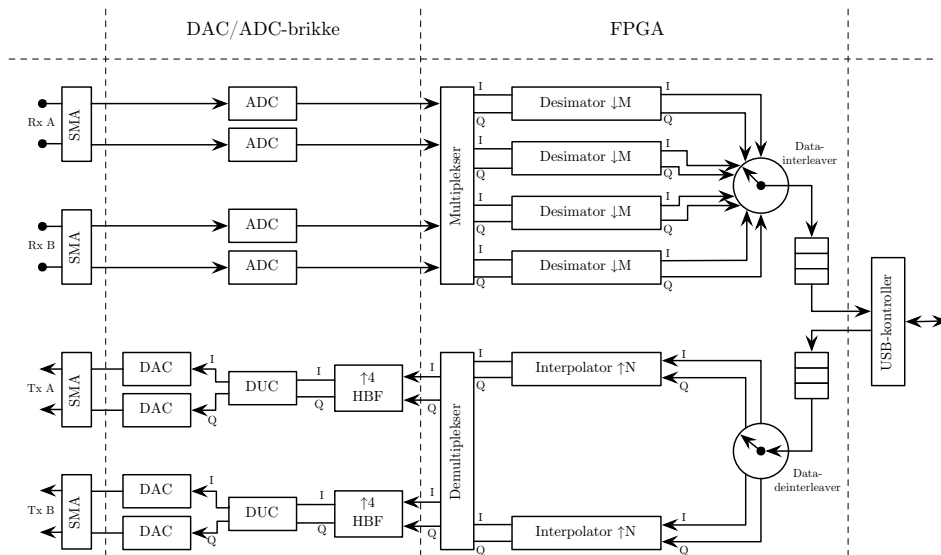 DAC/ADC-brikke
FPGA
Rx A
SMA
ADC
ADC
Rx B
SMA
ADC
ADC
Multiplekser
I
Q
Desimator ↓M
I
Q
I
Q
Desimator ↓M
I
Q
I
Q
Desimator ↓M
I
Q
I
Q
Desimator ↓M
I
Q
Data-
interleaver
USB-kontroller
Tx A
SMA
DAC
DAC
I
Q
DUC
I
Q
↑4
HBF
I
Q
Tx B
SMA
DAC
DAC
I
Q
DUC
I
Q
↑4
HBF
I
Q
Demultiplekser
I
Q
Interpolator ↑N
I
Q
I
Q
Interpolator ↑N
I
Q
Data-
deinterleaver